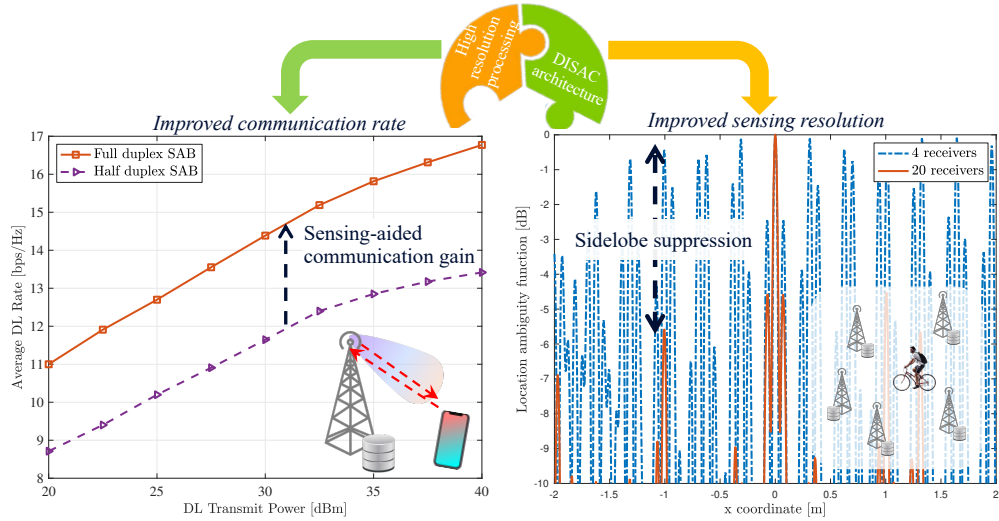 High
resolution
processing
DISAC
architecture
Improved communication rate
17
16
15
14
13
12
11
10
9
8
Average DL Rate [bps/Hz]
Full duplex SAB
Half duplex SAB
Sensing-aided
communication gain
20
25
30
35
40
DL Transmit Power [dBm]
Improved sensing resolution
0
-1
-2
-3
-4
-5
-6
-7
-8
-9
-10
Location ambiguity function [dB]
4 receivers
20 receivers
Sidelobe suppression
-2
-1.5
-1
-0.5
0
0.5
1
1.5
2
x coordinate [m]